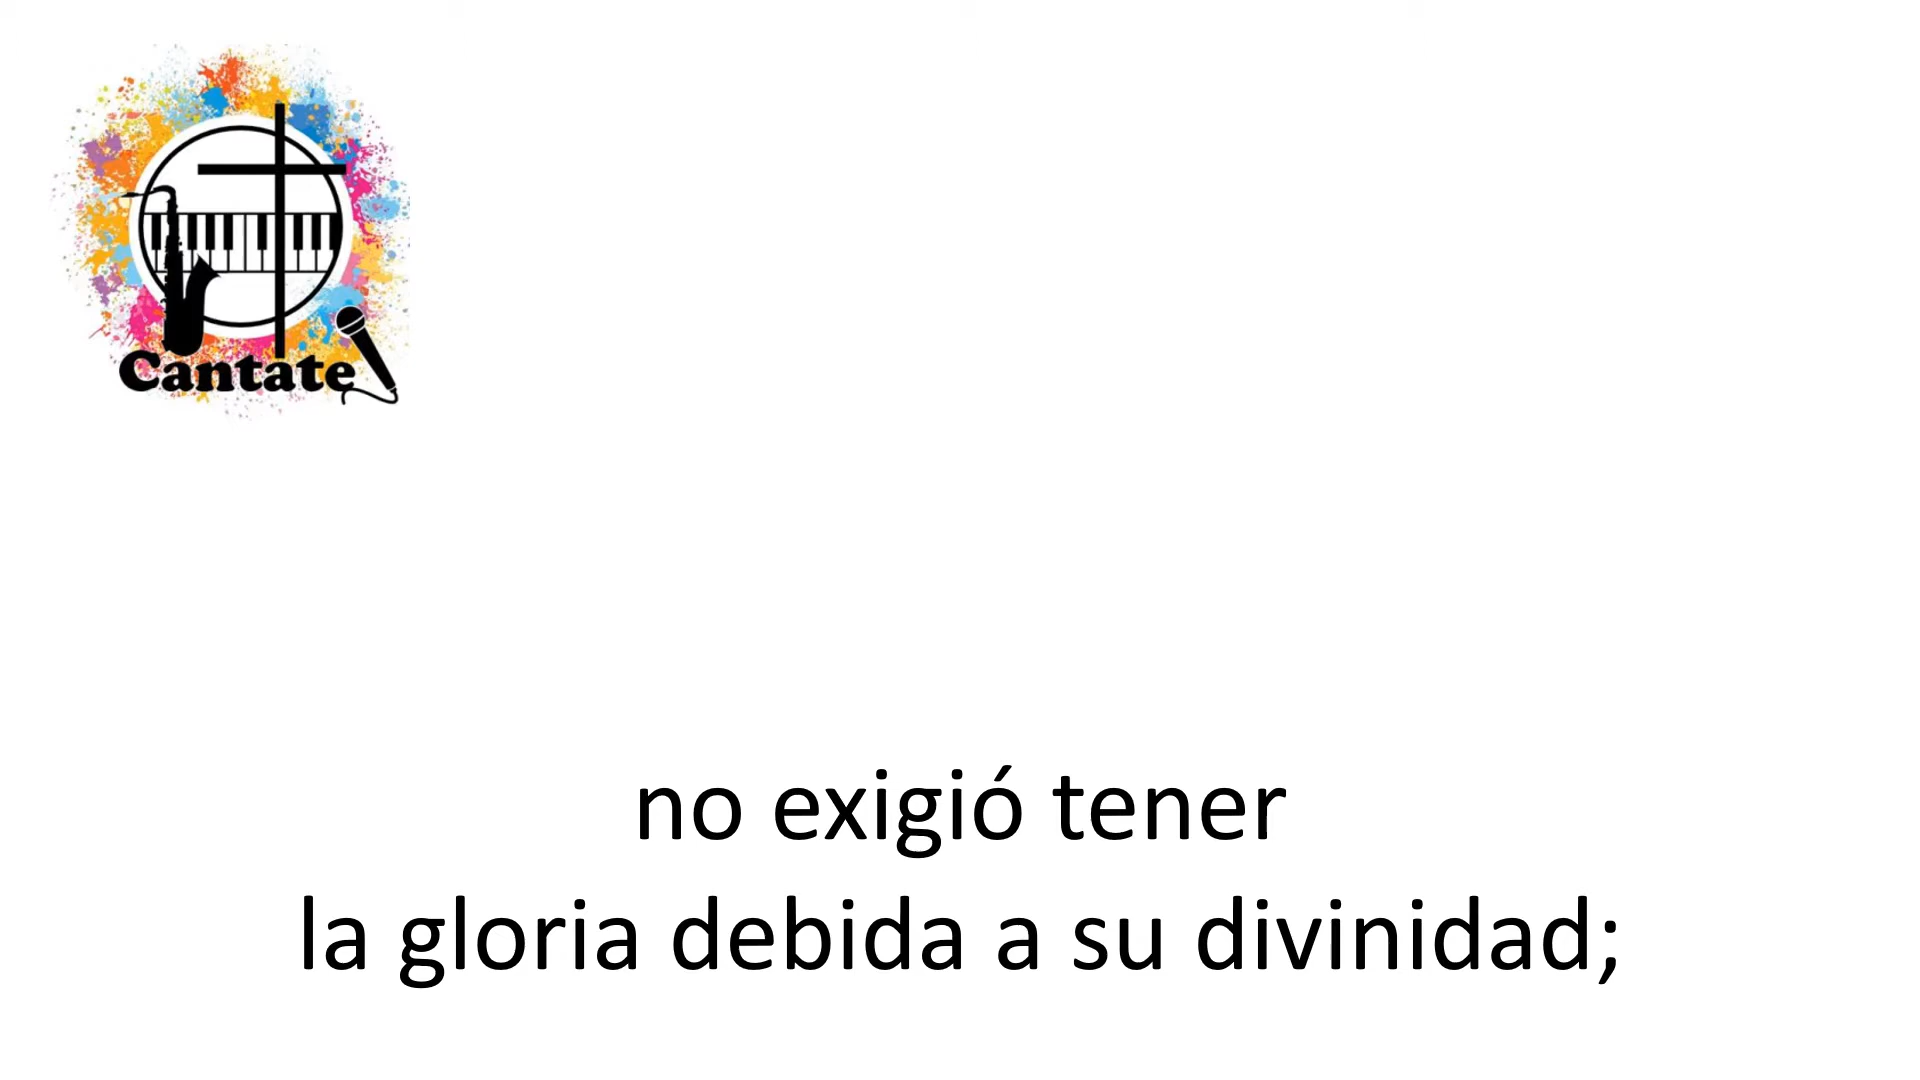 Cantate
no exigió tener
la gloria debida a su divinidad;